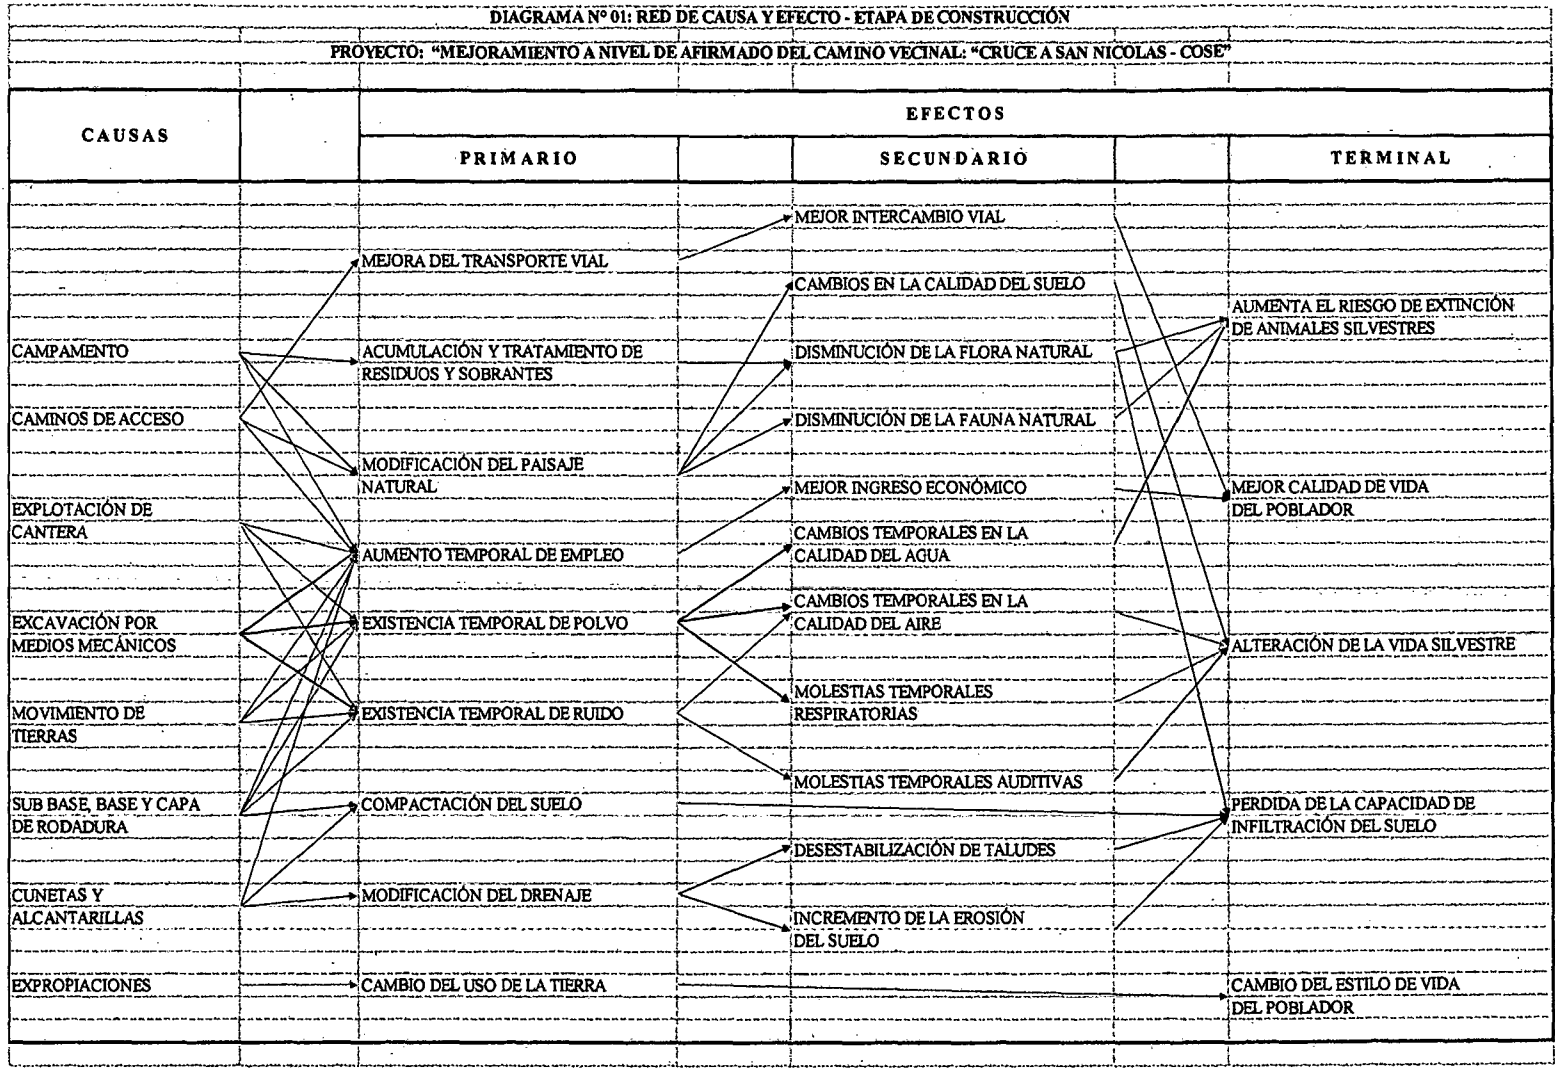 DIAGRAMA Nº 01: RED DE CAUSA Y EFECTO - ETAPA DE CONSTRUCCIÓN
PROYECTO: "MEJORAMIENTO A NIVEL DE AFIRMADO DEL CAMINO VECINAL: "CRUCE A SAN NICOLAS - COSE"
CAUSAS
EFECTOS
PRIMARIO
SECUNDARIO
TERMINAL
CAMPAMENTO
CAMINOS DE ACCESO
EXPLOTACIÓN DE
CANTERA
EXCAVACIÓN POR
MEDIOS MECÁNICOS
MOVIMIENTO DE
TIERRAS
SUB BASE, BASE Y CAPA
DE RODADURA
CUNETAS Y
ALCANTARILLAS
EXPROPIACIONES
MEJORA DEL TRANSPORTE VIAL
ACUMULACIÓN Y TRATAMIENTO DE
RESIDUOS Y SOBRANTES
MODIFICACIÓN DEL PAISAJE
NATURAL
AUMENTO TEMPORAL DE EMPLEO
EXISTENCIA TEMPORAL DE POLVO
EXISTENCIA TEMPORAL DE RUIDO
COMPACTACIÓN DEL SUELO
MODIFICACIÓN DEL DRENAJE
CAMBIO DEL USO DE LA TIERRA
MEJOR INTERCAMBIO VIAL
CAMBIOS EN LA CALIDAD DEL SUELO
DISMINUCIÓN DE LA FLORA NATURAL
DISMINUCIÓN DE LA FAUNA NATURAL
MEJOR INGRESO ECONÓMICO
CAMBIOS TEMPORALES EN LA
CALIDAD DEL AGUA
CAMBIOS TEMPORALES EN LA
CALIDAD DEL AIRE
MOLESTIAS TEMPORALES
RESPIRATORIAS
MOLESTIAS TEMPORALES AUDITIVAS
DESESTABILIZACIÓN DE TALUDES
INCREMENTO DE LA EROSIÓN
DEL SUELO
AUMENTA EL RIESGO DE EXTINCIÓN
DE ANIMALES SILVESTRES
MEJOR CALIDAD DE VIDA
DEL POBLADOR
ALTERACIÓN DE LA VIDA SILVESTRE
PERDIDA DE LA CAPACIDAD DE
INFILTRACIÓN DEL SUELO
CAMBIO DEL ESTILO DE VIDA
DEL POBLADOR